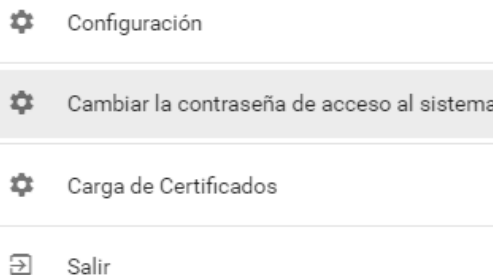 Configuración
Cambiar la contraseña de acceso al sistema
Carga de Certificados
Salir